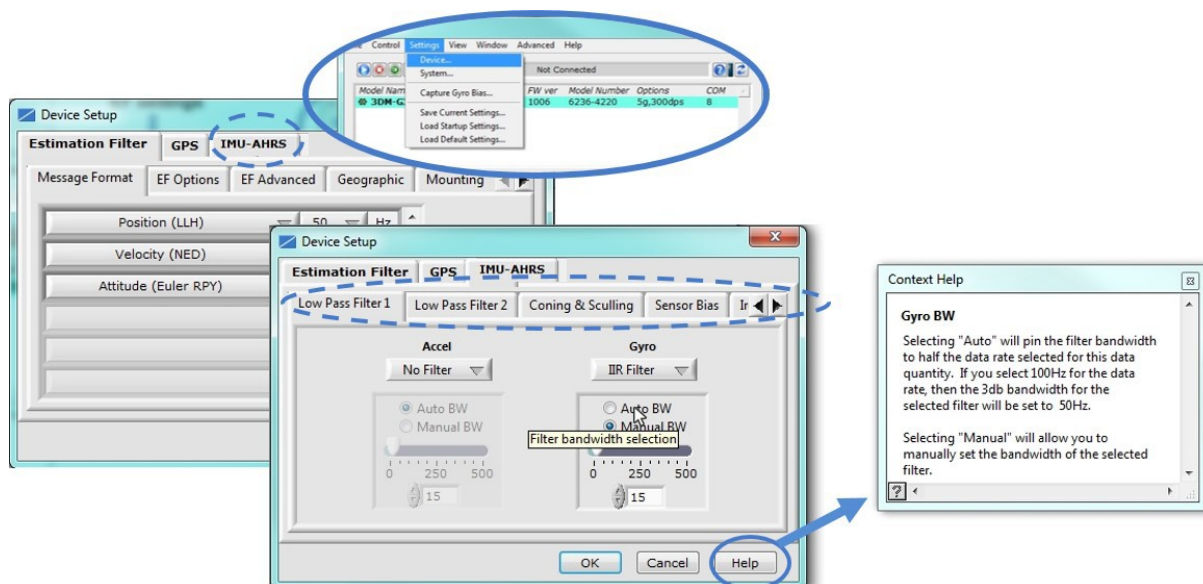 Control Settings View Window Advanced Help
Device...
System...
Capture Gyro Bias...
Save Current Settings...
Load Startup Settings...
Load Default Settings...
Not Connected
Model Nam FW ver Model Number Options COM
3DM-G 1006 6236-4220 5g,300dps 8
Device Setup
Estimation Filter GPS IMU-AHRS
Message Format EF Options EF Advanced Geographic Mounting
Position (LLH) 50 Hz
Velocity (NED)
Attitude (Euler RPY)
Device Setup
Estimation Filter GPS IMU-AHRS
Low Pass Filter 1 Low Pass Filter 2 Coning & Sculling Sensor Bias Ir
Accel Gyro
No Filter IIR Filter
Auto BW Auto BW
Manual BW Manual BW
Filter bandwidth selection
0 250 500 0 250 500
15 15
OK Cancel Help
Context Help
Gyro BW
Selecting "Auto" will pin the filter bandwidth
to half the data rate selected for this data
quantity. If you select 100Hz for the data
rate, then the 3db bandwidth for the
selected filter will be set to 50Hz.
Selecting "Manual" will allow you to
manually set the bandwidth of the selected
filter.
?